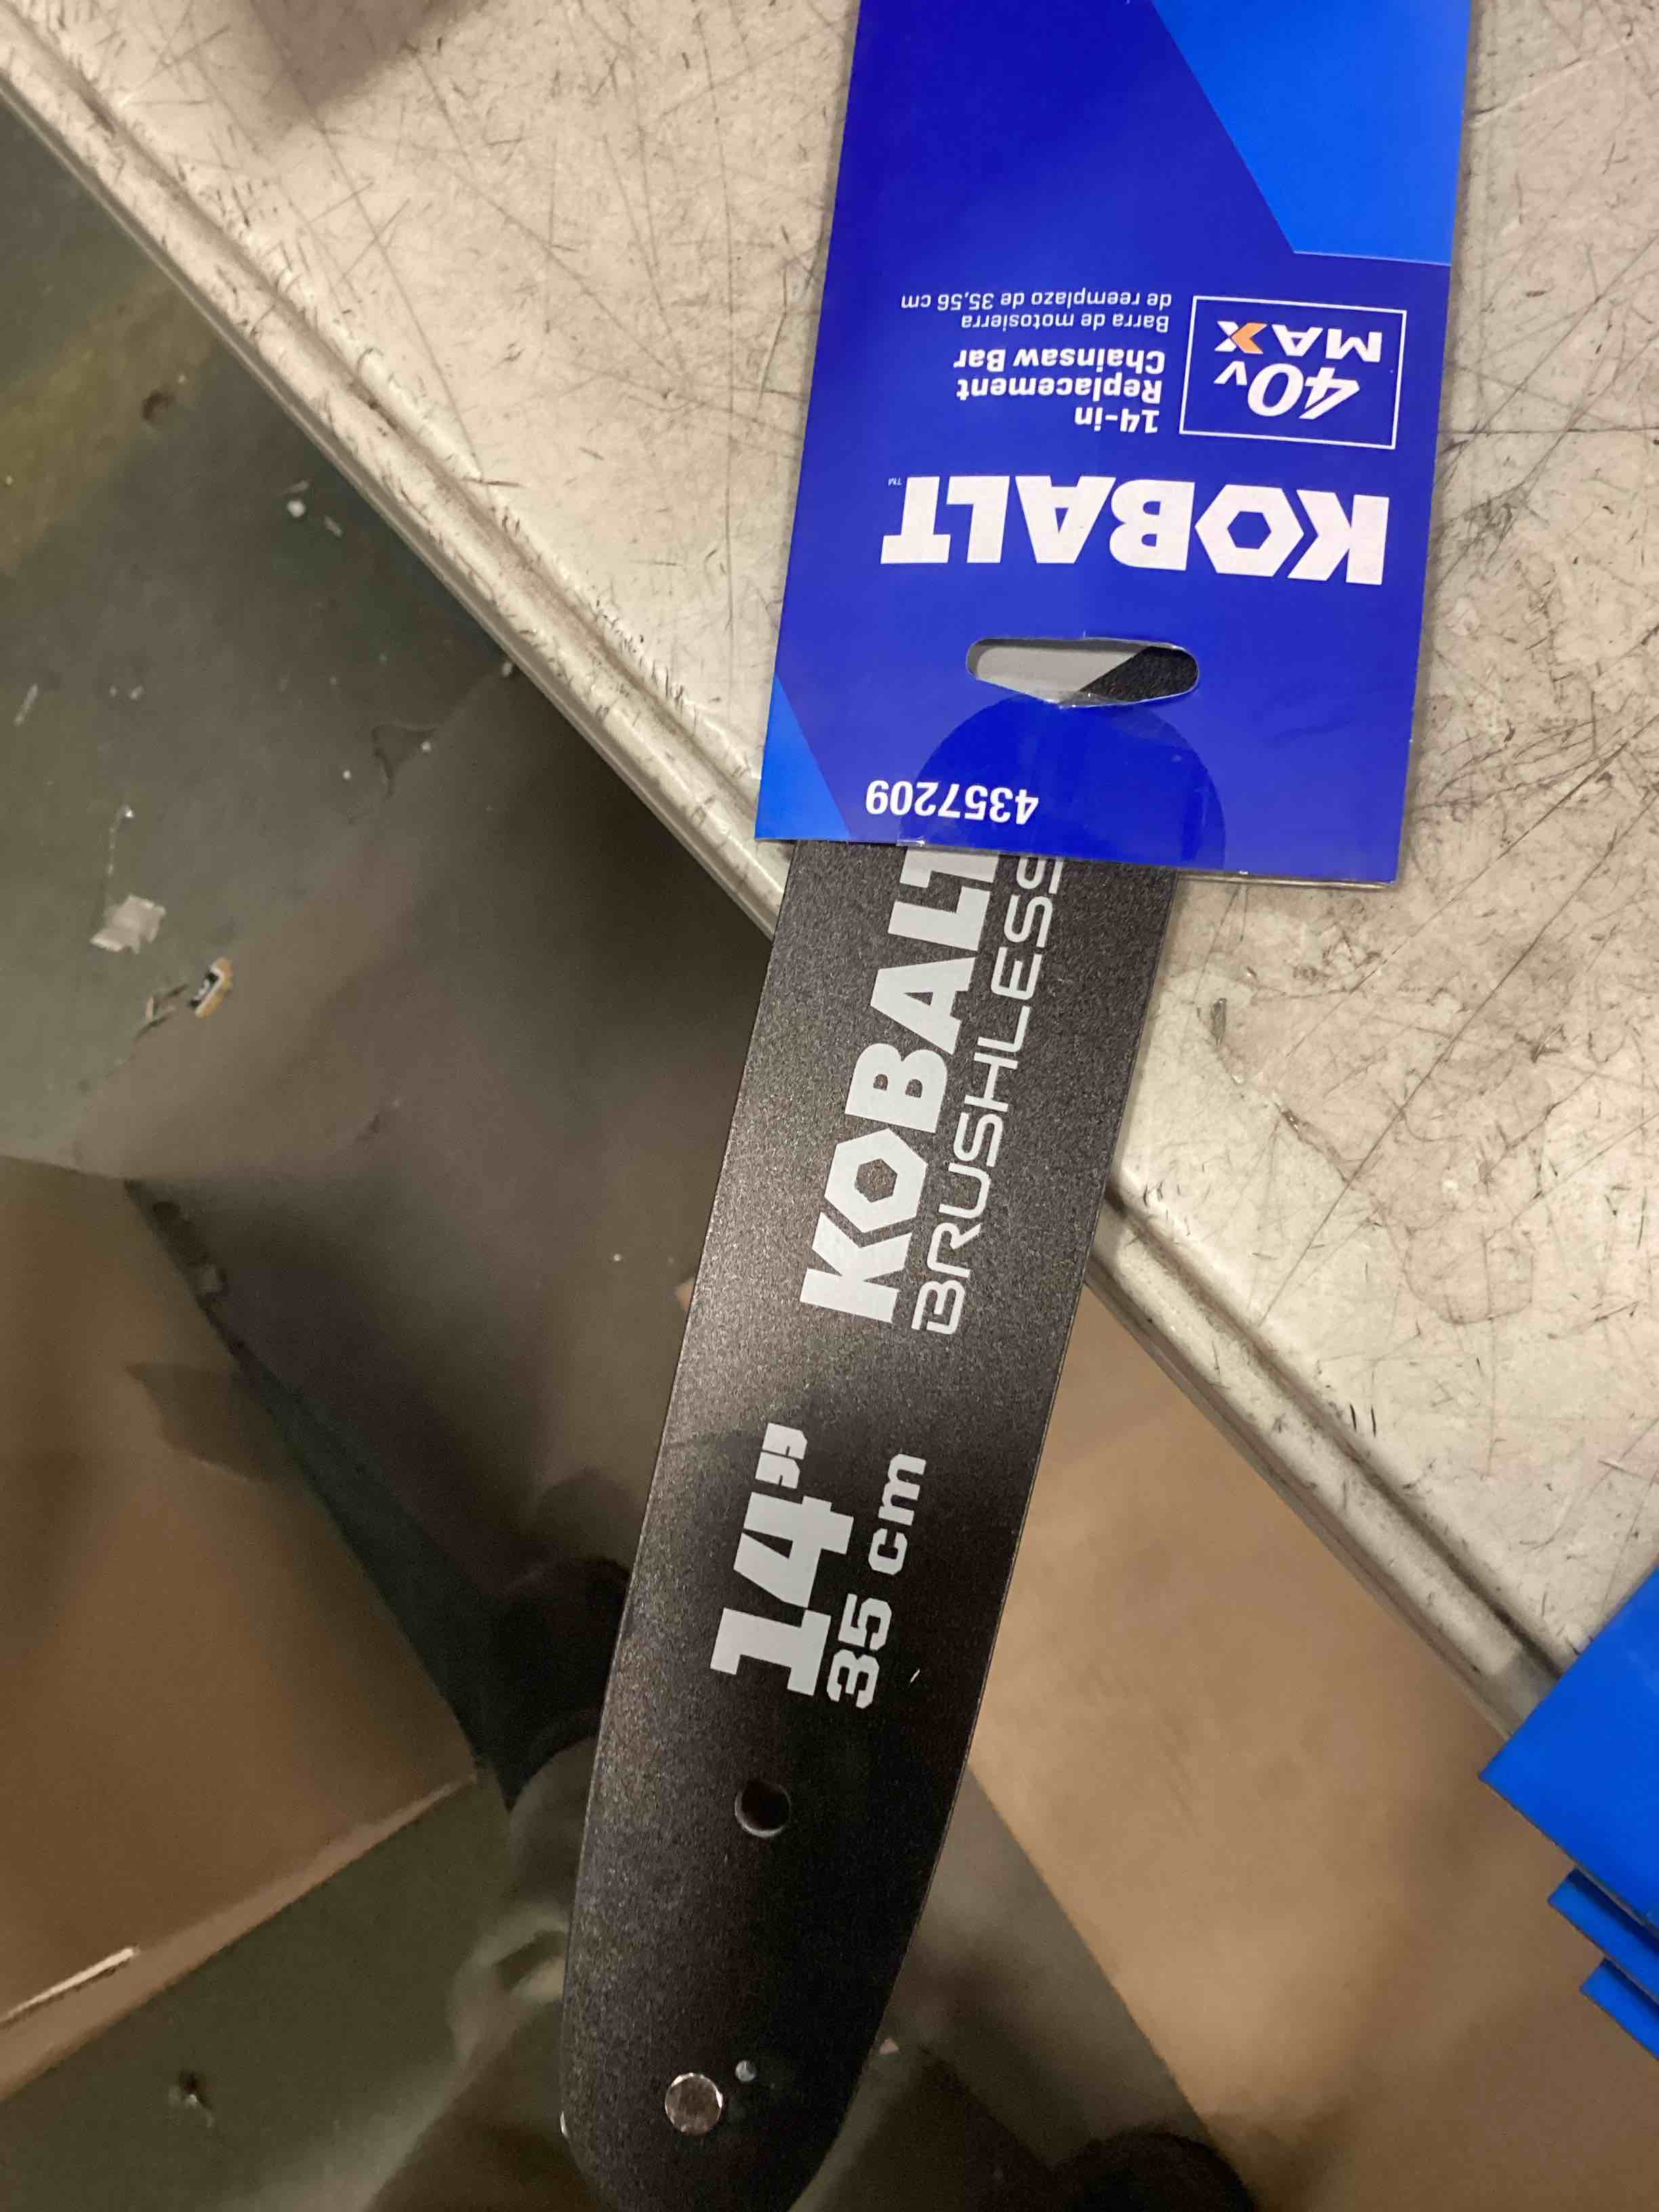 4357209
KOBALT™
40V
MAX
14-in
Replacement
Chainsaw Bar
Barra de motosierra
de reemplazo de 35,56 cm
KOBALT
BRUSHLESS
14"
35 cm